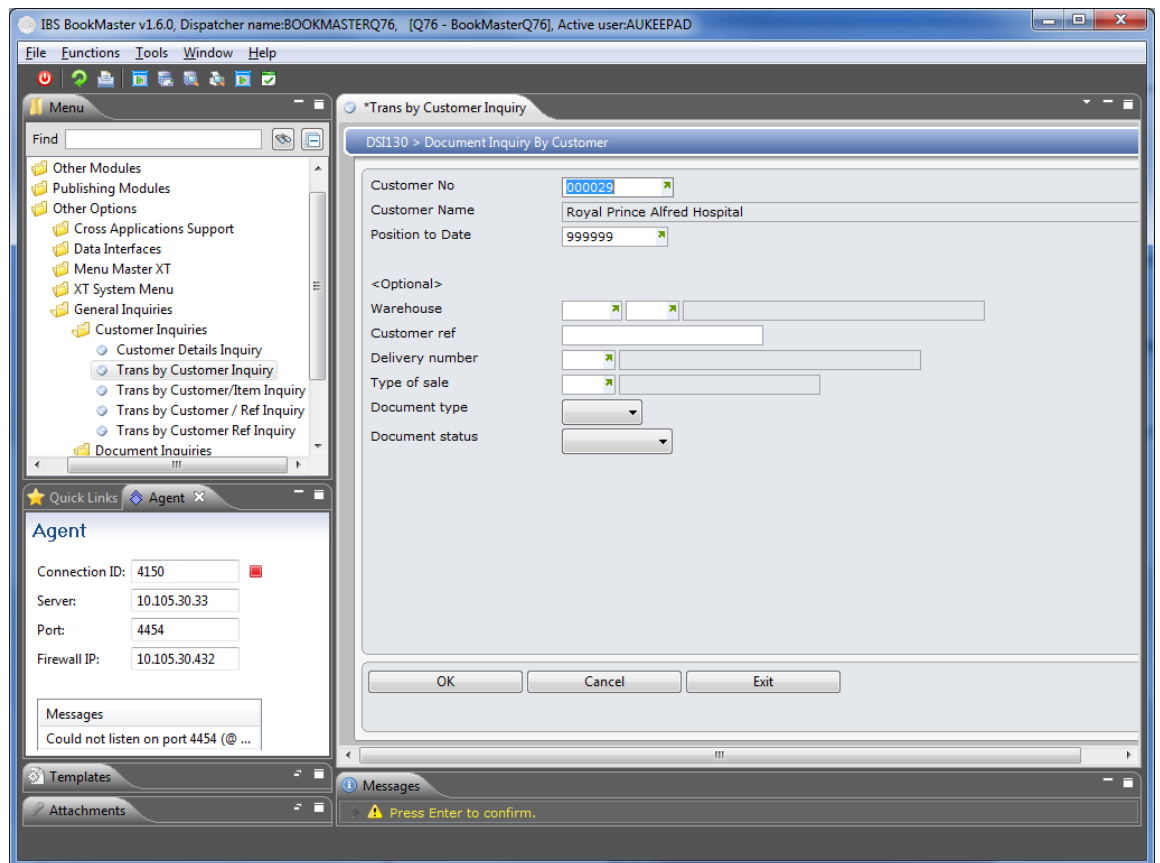 IBS BookMaster v1.6.0, Dispatcher name:BOOKMASTERQ76, [Q76 - BookMasterQ76], Active user:AUKEEPAD
File Functions Tools Window Help
Menu
Find
Other Modules
Publishing Modules
Other Options
Cross Applications Support
Data Interfaces
Menu Master XT
XT System Menu
General Inquiries
Customer Inquiries
Customer Details Inquiry
Trans by Customer Inquiry
Trans by Customer/Item Inquiry
Trans by Customer / Ref Inquiry
Trans by Customer Ref Inquiry
Document Inquiries
Quick Links Agent
Agent
Connection ID: 4150
Server: 10.105.30.33
Port: 4454
Firewall IP: 10.105.30.432
Messages
Could not listen on port 4454 (@ ...
Templates
Attachments
*Trans by Customer Inquiry
DSI130 > Document Inquiry By Customer
Customer No 000029
Customer Name Royal Prince Alfred Hospital
Position to Date 999999
<Optional>
Warehouse
Customer ref
Delivery number
Type of sale
Document type
Document status
OK Cancel Exit
Messages
Press Enter to confirm.